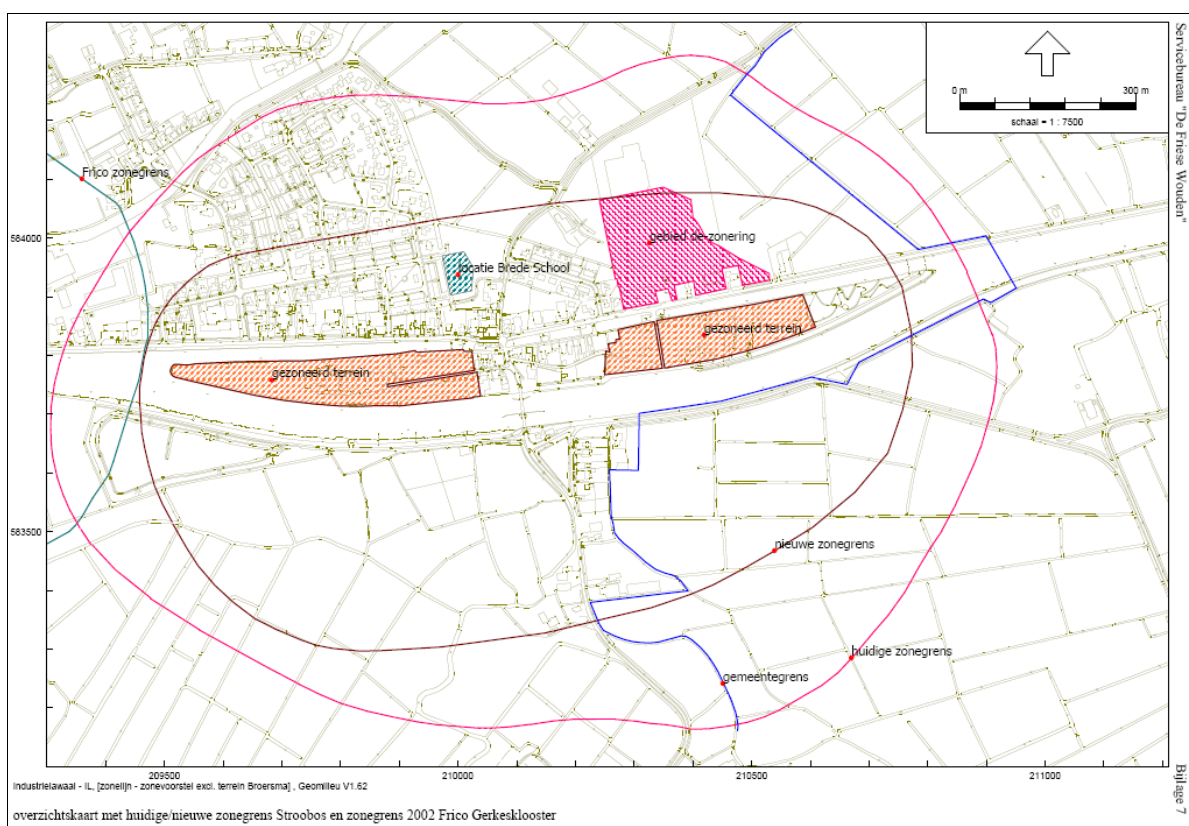 0 m
300 m
schaal = 1 : 7500
Servicebureau "De Friese Wouden"
Frico zonegrens
584000
gebied de-zonering
locatie Brede School
gezoneerd terrein
gezoneerd terrein
583500
nieuwe zonegrens
huidige zonegrens
gemeentegrens
209500
210000
210500
211000
Bijlage 7
Industrielawaai - IL, [zonelijn - zonevoorstel excl. terrein Broersma] , Geomilieu V1.62
overzichtskaart met huidige/nieuwe zonegrens Stroobos en zonegrens 2002 Frico Gerkesklooster